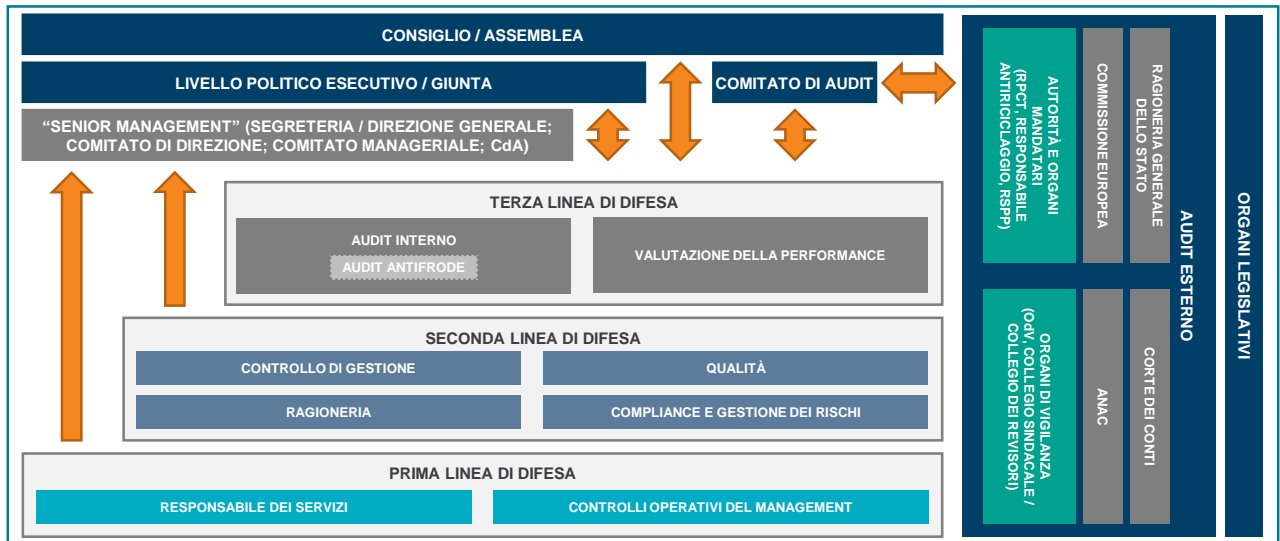 CONSIGLIO / ASSEMBLEA
LIVELLO POLITICO ESECUTIVO / GIUNTA
COMITATO DI AUDIT
“SENIOR MANAGEMENT” (SEGRETERIA / DIREZIONE GENERALE;
COMITATO DI DIREZIONE; COMITATO MANAGERIALE; CdA)
TERZA LINEA DI DIFESA
AUDIT INTERNO
AUDIT ANTIFRODE
VALUTAZIONE DELLA PERFORMANCE
SECONDA LINEA DI DIFESA
CONTROLLO DI GESTIONE
QUALITÀ
RAGIONERIA
COMPLIANCE E GESTIONE DEI RISCHI
PRIMA LINEA DI DIFESA
RESPONSABILE DEI SERVIZI
CONTROLLI OPERATIVI DEL MANAGEMENT
AUTORITÀ E ORGANI
MANDATARI
(RPCT, RESPONSABILE
ANTIRICICLAGGIO, RSPP)
COMMISSIONE EUROPEA
RAGIONERIA GENERALE
DELLO STATO
ORGANI DI VIGILANZA
(OdV, COLLEGIO SINDACALE /
COLLEGIO DEI REVISORI)
ANAC
CORTE DEI CONTI
AUDIT ESTERNO
ORGANI LEGISLATIVI